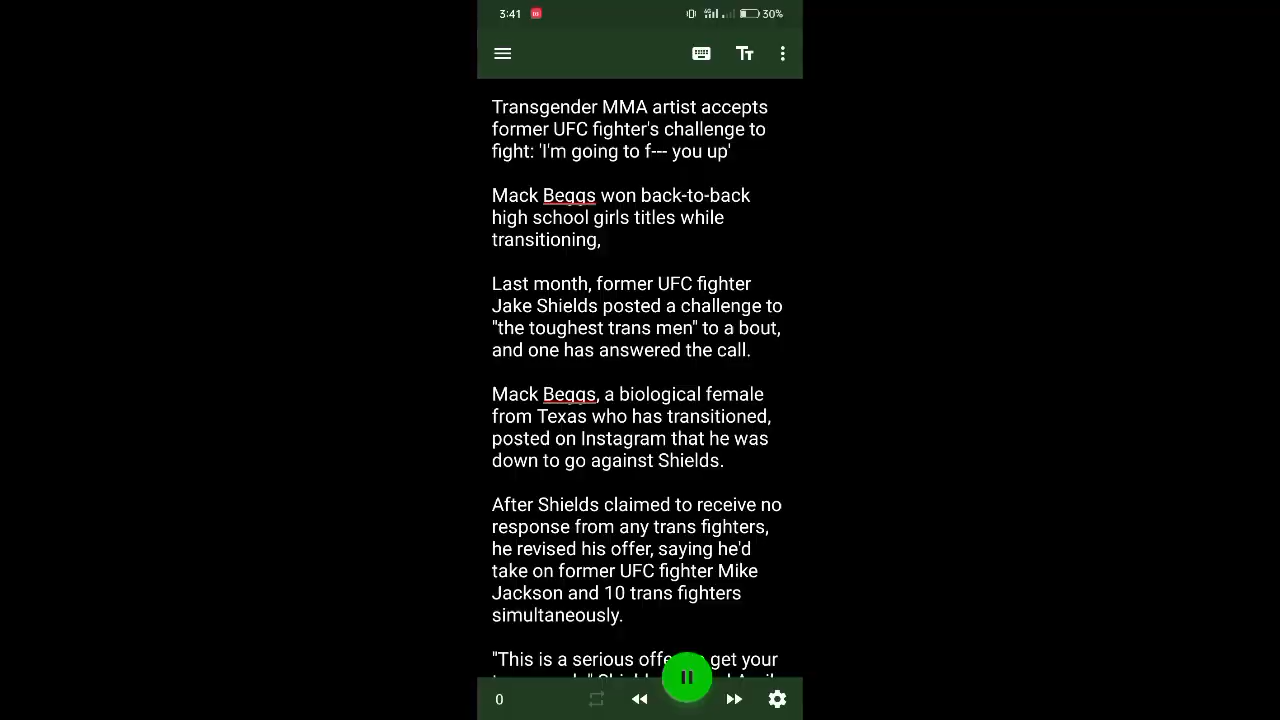 3:41
30%
Transgender MMA artist accepts
former UFC fighter's challenge to
fight: 'I'm going to f--- you up'
Mack Beggs won back-to-back
high school girls titles while
transitioning,
Last month, former UFC fighter
Jake Shields posted a challenge to
"the toughest trans men" to a bout,
and one has answered the call.
Mack Beggs, a biological female
from Texas who has transitioned,
posted on Instagram that he was
down to go against Shields.
After Shields claimed to receive no
response from any trans fighters,
he revised his offer, saying he'd
take on former UFC fighter Mike
Jackson and 10 trans fighters
simultaneously.
"This is a serious get your
0